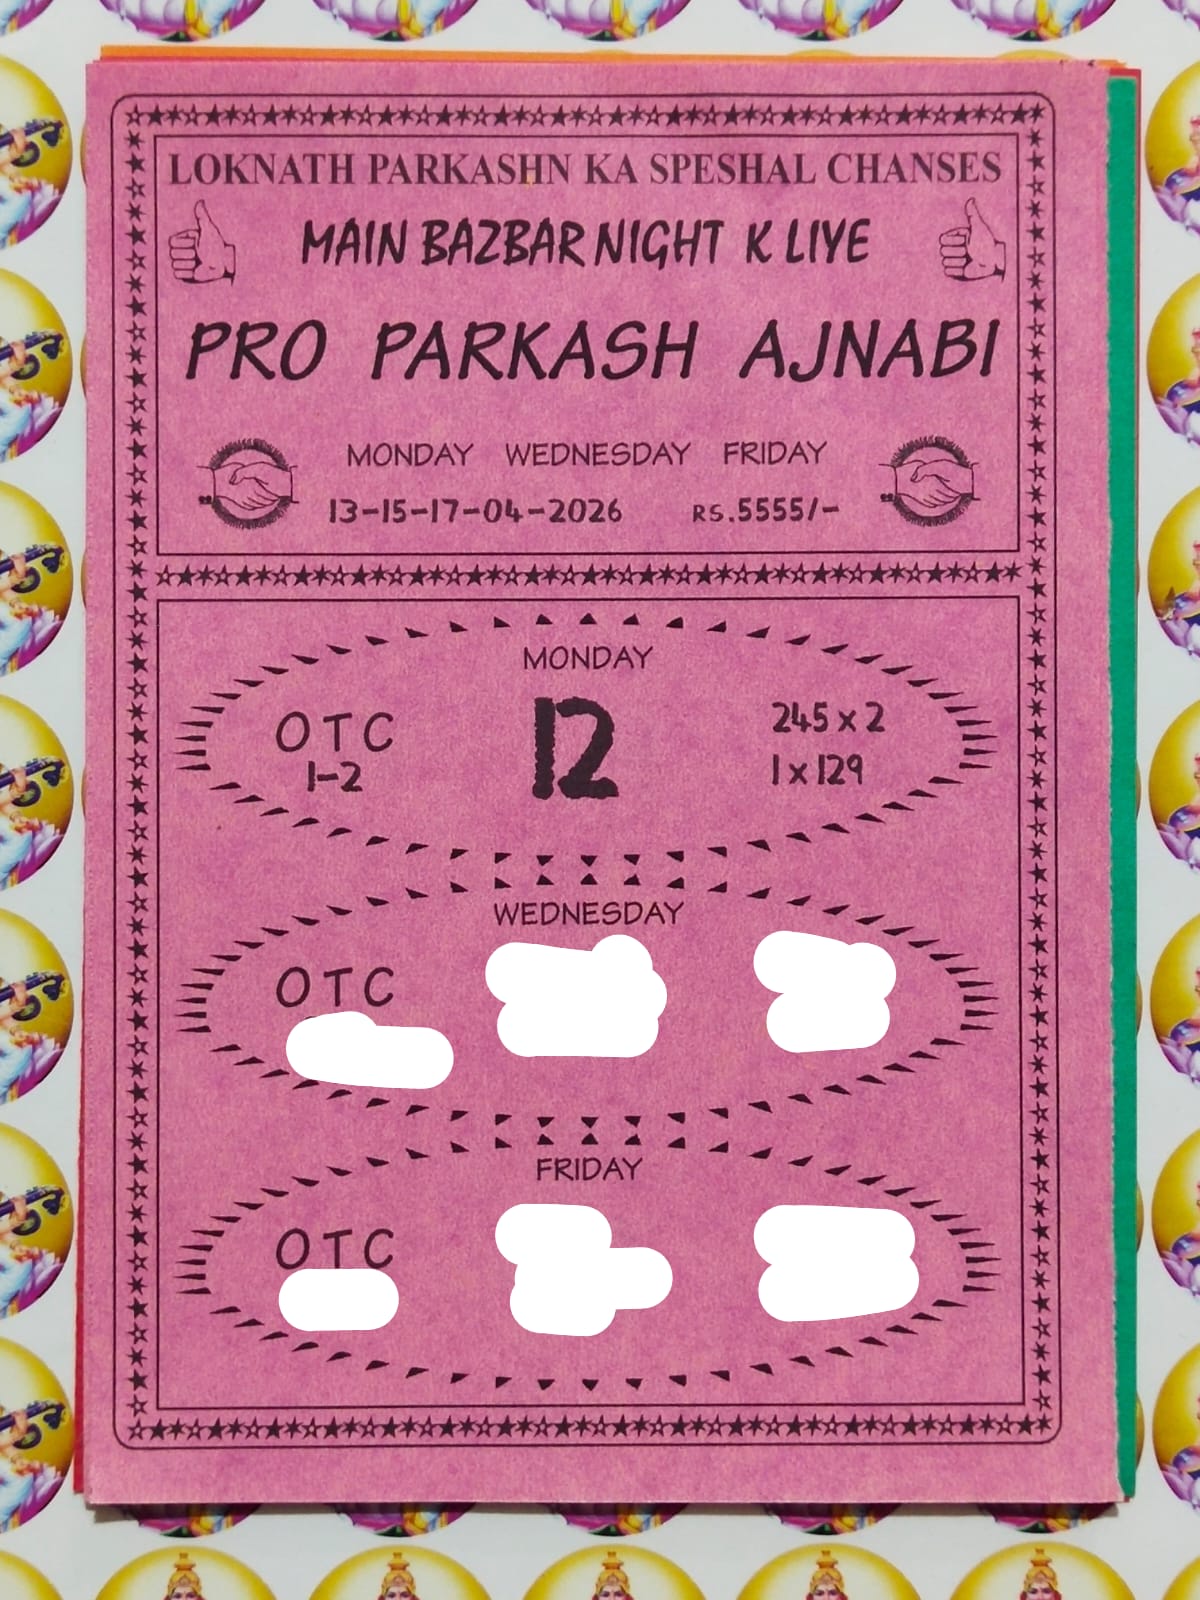 LOKNATH PARKASHN KA SPESHAL CHANSES
MAIN BAZBAR NIGHT K LIYE
PRO PARKASH AJNABI
MONDAY WEDNESDAY FRIDAY
13-15-17-04-2026 RS.5555/-
MONDAY
OTC
1-2
12
245 x 2
1 x 129
WEDNESDAY
OTC
FRIDAY
OTC